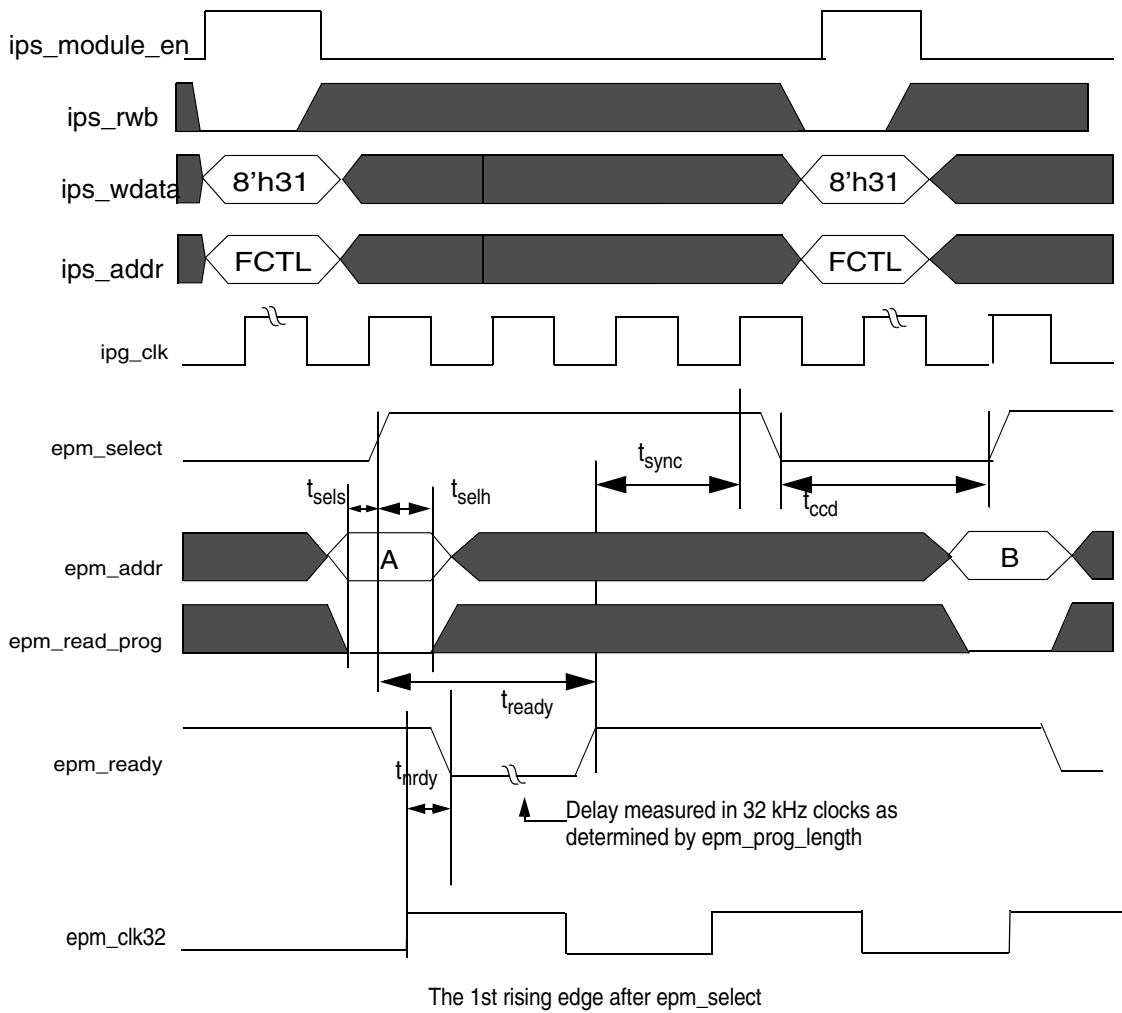 ips_module_en
ips_rwb
ips_wdata 8'h31 8'h31
ips_addr FCTL FCTL
ipg_clk
epm_select
tsync
tsels tselh tccd
epm_addr A B
epm_read_prog
tready
epm_ready
tnrdy
Delay measured in 32 kHz clocks as
determined by epm_prog_length
epm_clk32
The 1st rising edge after epm_select